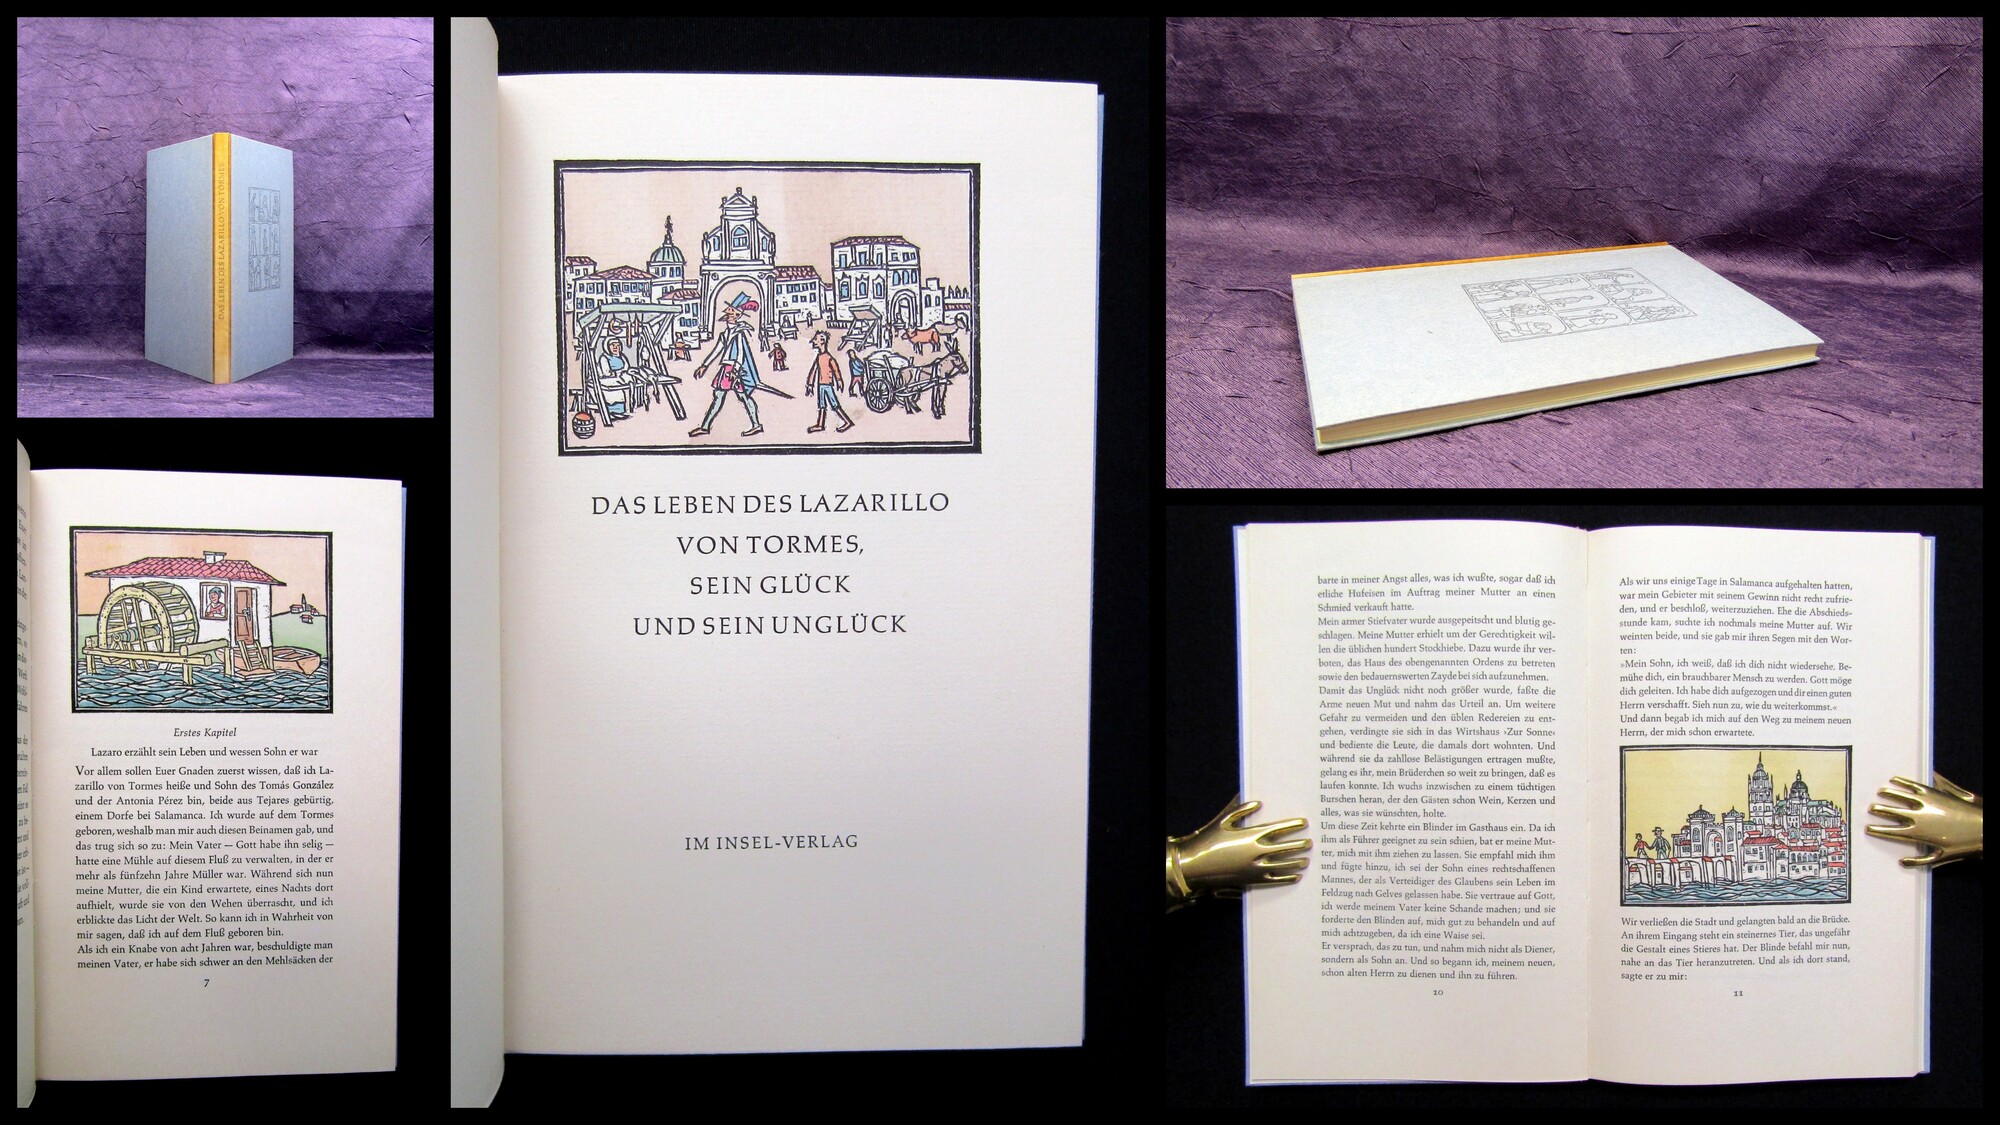 DAS LEBEN DES LAZARILLO VON TORMES
DAS LEBEN DES LAZARILLO
VON TORMES,
SEIN GLÜCK
UND SEIN UNGLÜCK
IM INSEL-VERLAG
Erstes Kapitel
Lazaro erzählt sein Leben und wessen Sohn er war
Vor allem sollen Euer Gnaden zuerst wissen, daß ich La-
zarillo von Tormes heiße und Sohn des Tomás González
und der Antonia Pérez bin, beide aus Tejares gebürtig,
einem Dorfe bei Salamanca. Ich wurde auf dem Tormes
geboren, weshalb man mir auch diesen Beinamen gab, und
das trug sich so zu: Mein Vater — Gott habe ihn selig —
hatte eine Mühle auf diesem Fluß zu verwalten, in der er
mehr als fünfzehn Jahre Müller war. Während sich nun
meine Mutter, die ein Kind erwartete, eines Nachts dort
aufhielt, wurde sie von den Wehen überrascht, und ich
erblickte das Licht der Welt. So kann ich in Wahrheit von
mir sagen, daß ich auf dem Fluß geboren bin.
Als ich ein Knabe von acht Jahren war, beschuldigte man
meinen Vater, er habe sich schwer an den Mehlsäcken der
7
barte in meiner Angst alles, was ich wußte, sogar daß ich
etliche Hufeisen im Auftrag meiner Mutter an einen
Schmied verkauft hatte.
Mein armer Stiefvater wurde ausgepeitscht und blutig ge-
schlagen. Meine Mutter erhielt um der Gerechtigkeit wil-
len die üblichen hundert Stockhiebe. Dazu wurde ihr ver-
boten, das Haus des obengenannten Ordens zu betreten
sowie den bedauernswerten Zayde bei sich aufzunehmen.
Damit das Unglück nicht noch größer wurde, faßte die
Arme neuen Mut und nahm das Urteil an. Um weitere
Gefahr zu vermeiden und den üblen Redereien zu ent-
gehen, verdingte sie sich in das Wirtshaus ›Zur Sonne‹
und bediente die Leute, die damals dort wohnten. Und
während sie da zahllose Belästigungen ertragen mußte,
gelang es ihr, mein Brüderchen so weit zu bringen, daß es
laufen konnte. Ich wuchs inzwischen zu einem tüchtigen
Burschen heran, der den Gästen schon Wein, Kerzen und
alles, was sie wünschten, holte.
Um diese Zeit kehrte ein Blinder im Gasthaus ein. Da ich
ihm als Führer geeignet zu sein schien, bat er meine Mut-
ter, mich mit ihm ziehen zu lassen. Sie empfahl mich ihm
und fügte hinzu, ich sei der Sohn eines rechtschaffenen
Mannes, der als Verteidiger des Glaubens sein Leben im
Feldzug nach Gelves gelassen habe. Sie vertraue auf Gott,
ich werde meinem Vater keine Schande machen; und sie
forderte den Blinden auf, mich gut zu behandeln und auf
mich achtzugeben, da ich eine Waise sei.
Er versprach, das zu tun, und nahm mich nicht als Diener,
sondern als Sohn an. Und so begann ich, meinem neuen,
schon alten Herrn zu dienen und ihn zu führen.
10
Als wir uns einige Tage in Salamanca aufgehalten hatten,
war mein Gebieter mit seinem Gewinn nicht recht zufrie-
den, und er beschloß, weiterzuziehen. Ehe die Abschieds-
stunde kam, suchte ich nochmals meine Mutter auf. Wir
weinten beide, und sie gab mir ihren Segen mit den Wor-
ten:
»Mein Sohn, ich weiß, daß ich dich nicht wiedersehe. Be-
mühe dich, ein brauchbarer Mensch zu werden. Gott möge
dich geleiten. Ich habe dich aufgezogen und dir einen guten
Herrn verschafft. Sieh nun zu, wie du weiterkommst.«
Und dann begab ich mich auf den Weg zu meinem neuen
Herrn, der mich schon erwartete.
Wir verließen die Stadt und gelangten bald an die Brücke.
An ihrem Eingang steht ein steinernes Tier, das ungefähr
die Gestalt eines Stieres hat. Der Blinde befahl mir nun,
nahe an das Tier heranzutreten. Und als ich dort stand,
sagte er zu mir:
11